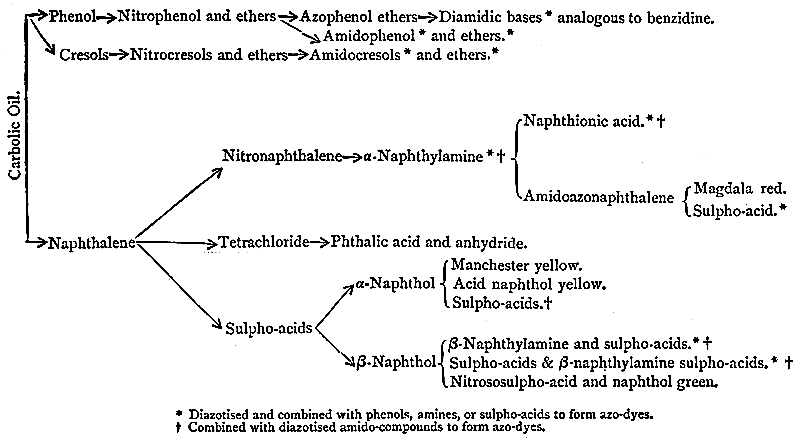 Carbolic Oil.
Phenol Nitrophenol and ethers Azophenol ethers Diamidic bases * analogous to benzidine.
Amidophenol * and ethers.*
Cresols Nitrocresols and ethers Amidocresols * and ethers.*
Naphthionic acid.* †
Nitronaphthalene α-Naphthylamine * †
Amidoazonaphthalene
Magdala red.
Sulpho-acid.*
Naphthalene Tetrachloride Phthalic acid and anhydride.
α-Naphthol
Manchester yellow.
Acid naphthol yellow.
Sulpho-acids.†
Sulpho-acids
β-Naphthol
β-Naphthylamine and sulpho-acids.* †
Sulpho-acids & β-naphthylamine sulpho-acids.* †
Nitrososulpho-acid and naphthol green.
* Diazotised and combined with phenols, amines, or sulpho-acids to form azo-dyes.
† Combined with diazotised amido-compounds to form azo-dyes.